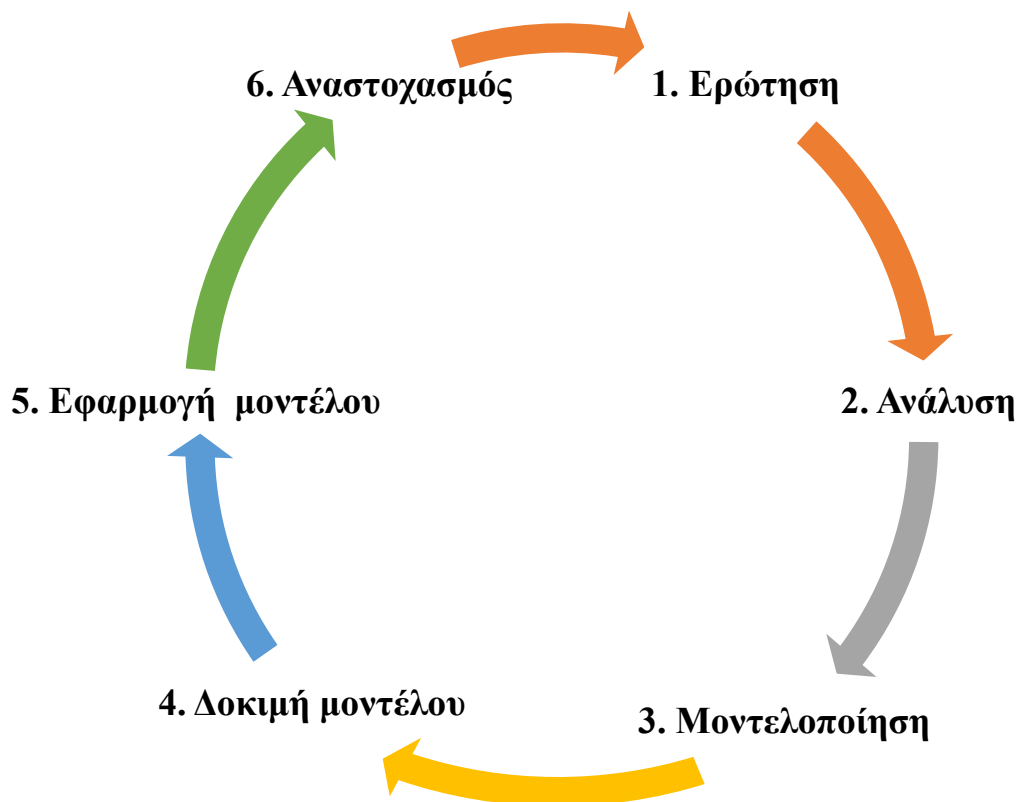 1. Ερώτηση
2. Ανάλυση
3. Μοντελοποίηση
4. Δοκιμή μοντέλου
5. Εφαρμογή μοντέλου
6. Αναστοχασμός